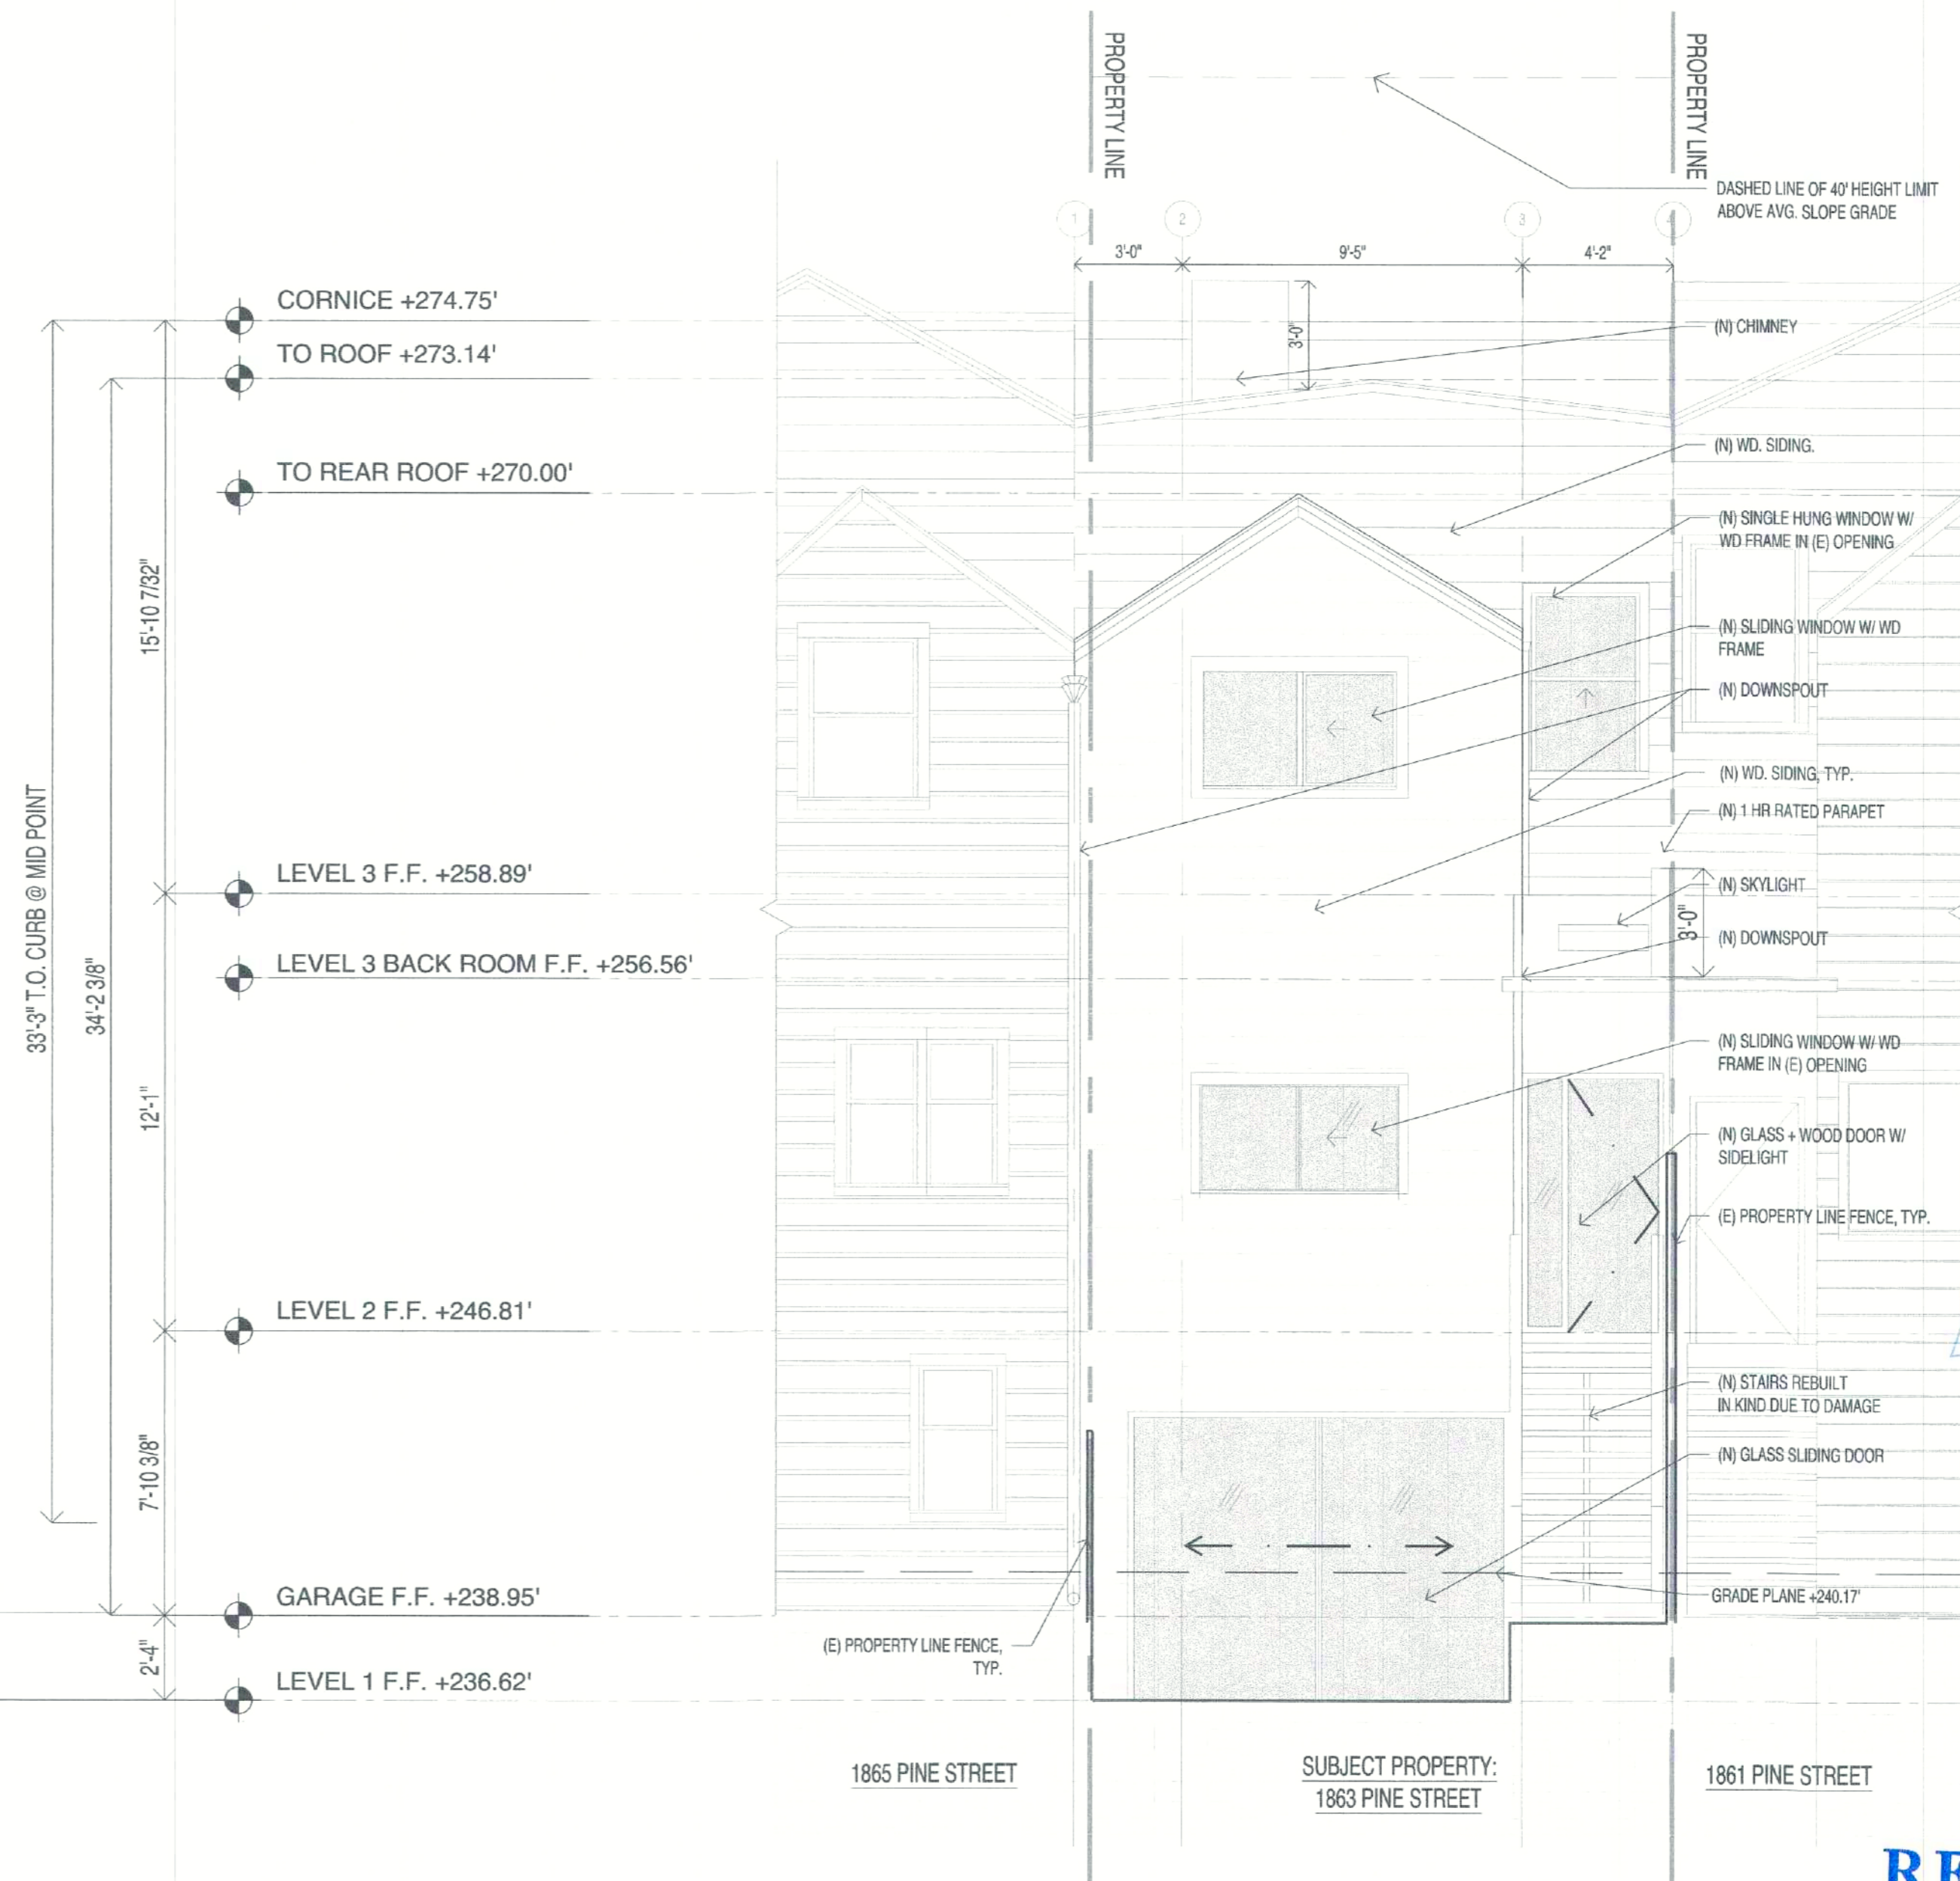 PROPERTY LINE
PROPERTY LINE
DASHED LINE OF 40' HEIGHT LIMIT
ABOVE AVG. SLOPE GRADE
1
2
3
4
3'-0"
9'-5"
4'-2"
CORNICE +274.75'
TO ROOF +273.14'
TO REAR ROOF +270.00'
LEVEL 3 F.F. +258.89'
LEVEL 3 BACK ROOM F.F. +256.56'
LEVEL 2 F.F. +246.81'
GARAGE F.F. +238.95'
LEVEL 1 F.F. +236.62'
33'-3" T.O. CURB @ MID POINT
34'-2 3/8"
15'-10 7/32"
12'-1"
7'-10 3/8"
2'-4"
3'-0"
(N) CHIMNEY
(N) WD. SIDING.
(N) SINGLE HUNG WINDOW W/
WD FRAME IN (E) OPENING
(N) SLIDING WINDOW W/ WD
FRAME
(N) DOWNSPOUT
(N) WD. SIDING, TYP.
(N) 1 HR RATED PARAPET
(N) SKYLIGHT
3'-0"
(N) DOWNSPOUT
(N) SLIDING WINDOW W/ WD
FRAME IN (E) OPENING
(N) GLASS + WOOD DOOR W/
SIDELIGHT
(E) PROPERTY LINE FENCE, TYP.
(N) STAIRS REBUILT
IN KIND DUE TO DAMAGE
(N) GLASS SLIDING DOOR
GRADE PLANE +240.17'
(E) PROPERTY LINE FENCE,
TYP.
1865 PINE STREET
SUBJECT PROPERTY:
1863 PINE STREET
1861 PINE STREET